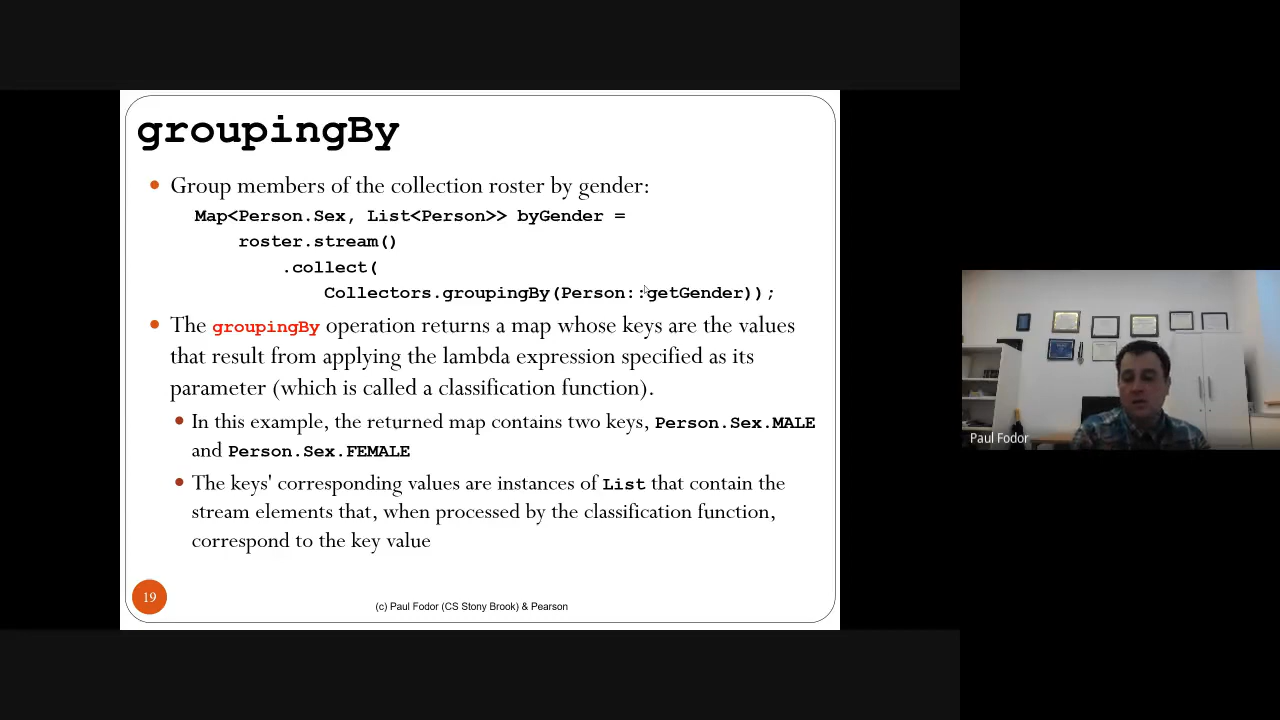 groupingBy
Group members of the collection roster by gender:
Map<Person.Sex, List<Person>> byGender =
roster.stream()
.collect(
Collectors.groupingBy(Person::getGender));
The groupingBy operation returns a map whose keys are the values
that result from applying the lambda expression specified as its
parameter (which is called a classification function).
In this example, the returned map contains two keys, Person.Sex.MALE
and Person.Sex.FEMALE
The keys' corresponding values are instances of List that contain the
stream elements that, when processed by the classification function,
correspond to the key value
19
(c) Paul Fodor (CS Stony Brook) & Pearson
Paul Fodor